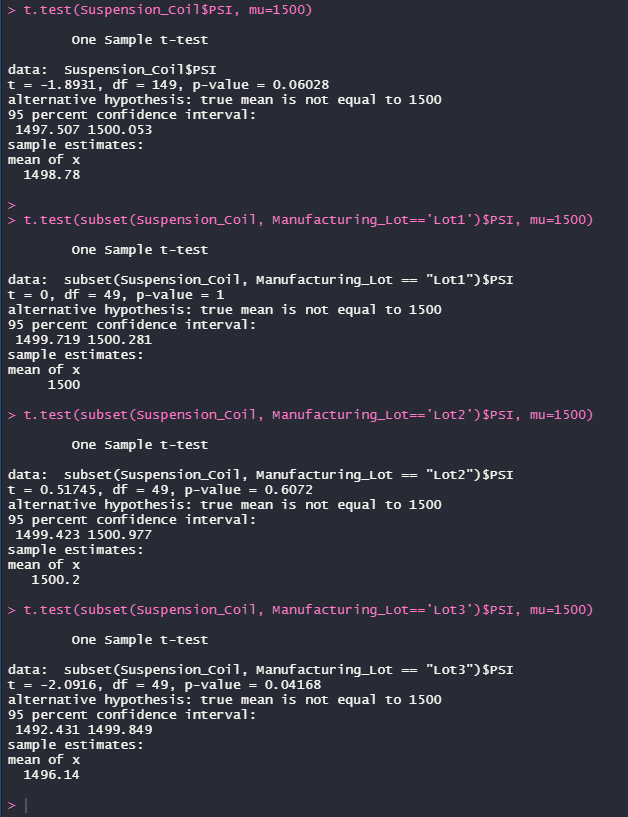 > t.test(Suspension_Coil$PSI, mu=1500)
One Sample t-test
data:  Suspension_Coil$PSI
t = -1.8931, df = 149, p-value = 0.06028
alternative hypothesis: true mean is not equal to 1500
95 percent confidence interval:
1497.507 1500.053
sample estimates:
mean of x
1498.78
>
> t.test(subset(Suspension_Coil, Manufacturing_Lot=='Lot1')$PSI, mu=1500)
One Sample t-test
data:  subset(Suspension_Coil, Manufacturing_Lot == "Lot1")$PSI
t = 0, df = 49, p-value = 1
alternative hypothesis: true mean is not equal to 1500
95 percent confidence interval:
1499.719 1500.281
sample estimates:
mean of x
1500
> t.test(subset(Suspension_Coil, Manufacturing_Lot=='Lot2')$PSI, mu=1500)
One Sample t-test
data:  subset(Suspension_Coil, Manufacturing_Lot == "Lot2")$PSI
t = 0.51745, df = 49, p-value = 0.6072
alternative hypothesis: true mean is not equal to 1500
95 percent confidence interval:
1499.423 1500.977
sample estimates:
mean of x
1500.2
> t.test(subset(Suspension_Coil, Manufacturing_Lot=='Lot3')$PSI, mu=1500)
One Sample t-test
data:  subset(Suspension_Coil, Manufacturing_Lot == "Lot3")$PSI
t = -2.0916, df = 49, p-value = 0.04168
alternative hypothesis: true mean is not equal to 1500
95 percent confidence interval:
1492.431 1499.849
sample estimates:
mean of x
1496.14
>